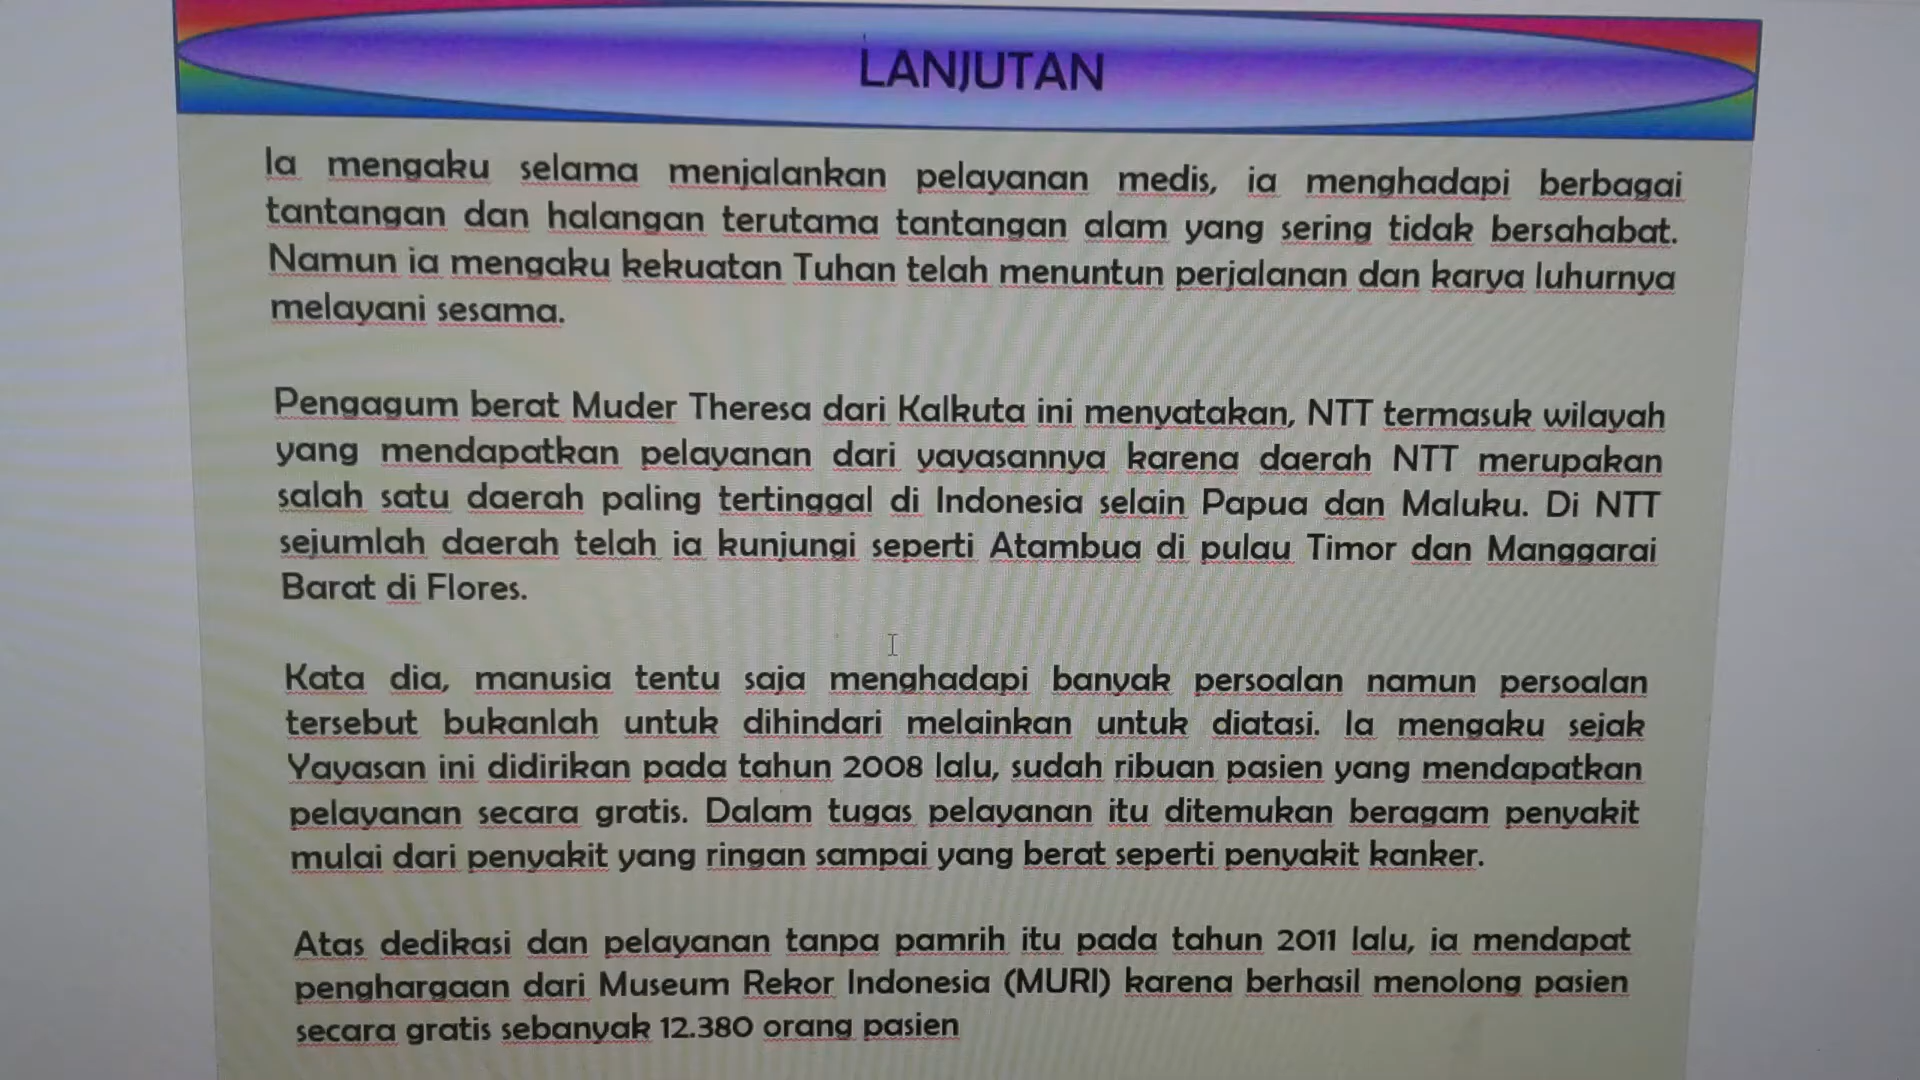 LANJUTAN
Ia mengaku selama menjalankan pelayanan medis, ia menghadapi berbagai
tantangan dan halangan terutama tantangan alam yang sering tidak bersahabat.
Namun ia mengaku kekuatan Tuhan telah menuntun perjalanan dan karya luhurnya
melayani sesama.
Pengagum berat Muder Theresa dari Kalkuta ini menyatakan, NTT termasuk wilayah
yang mendapatkan pelayanan dari yayasannya karena daerah NTT merupakan
salah satu daerah paling tertinggal di Indonesia selain Papua dan Maluku. Di NTT
sejumlah daerah telah ia kunjungi seperti Atambua di pulau Timor dan Manggarai
Barat di Flores.
Kata dia, manusia tentu saja menghadapi banyak persoalan namun persoalan
tersebut bukanlah untuk dihindari melainkan untuk diatasi. Ia mengaku sejak
Yayasan ini didirikan pada tahun 2008 lalu, sudah ribuan pasien yang mendapatkan
pelayanan secara gratis. Dalam tugas pelayanan itu ditemukan beragam penyakit
mulai dari penyakit yang ringan sampai yang berat seperti penyakit kanker.
Atas dedikasi dan pelayanan tanpa pamrih itu pada tahun 2011 lalu, ia mendapat
penghargaan dari Museum Rekor Indonesia (MURI) karena berhasil menolong pasien
secara gratis sebanyak 12.380 orang pasien